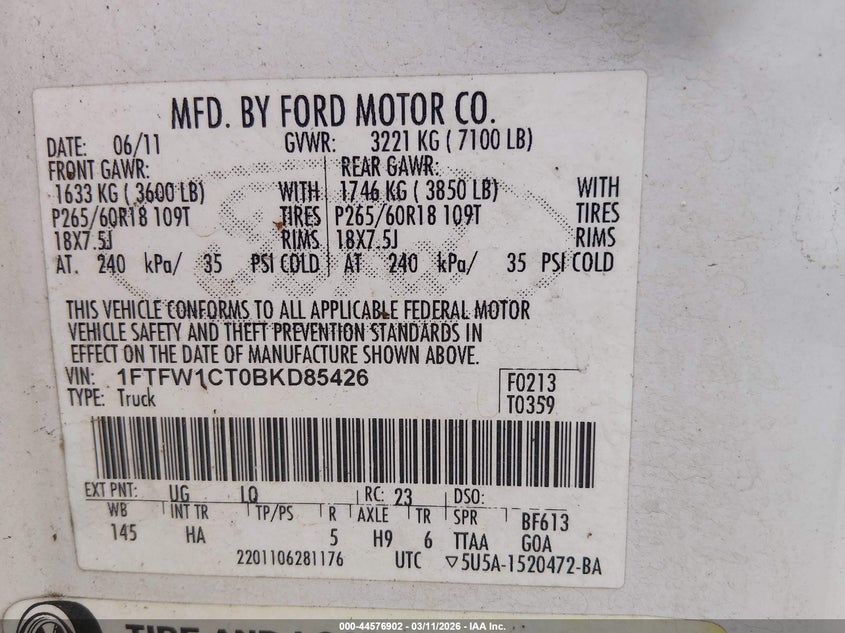 MFD. BY FORD MOTOR CO.
DATE: 06/11 GVWR: 3221 KG ( 7100 LB)
FRONT GAWR: REAR GAWR:
1633 KG ( 3600 LB) WITH 1746 KG ( 3850 LB) WITH
P265/60R18 109T TIRES P265/60R18 109T TIRES
18X7.5J RIMS 18X7.5J RIMS
AT. 240 kPa/ 35 PSI COLD AT 240 kPa/ 35 PSI COLD
THIS VEHICLE CONFORMS TO ALL APPLICABLE FEDERAL MOTOR
VEHICLE SAFETY AND THEFT PREVENTION STANDARDS IN
EFFECT ON THE DATE OF MANUFACTURE SHOWN ABOVE.
VIN: 1FTFW1CT0BKD85426 F0213
TYPE: Truck T0359
EXT PNT: UG LQ RC: 23 DSO:
WB INT TR TP/PS R AXLE TR SPR BF613
145 HA 5 H9 6 TTAA GOA
2201106281176 UTC ▽5U5A-1520472-BA
TIRE AND
000-44576902 - 03/11/2026 - IAA Inc.